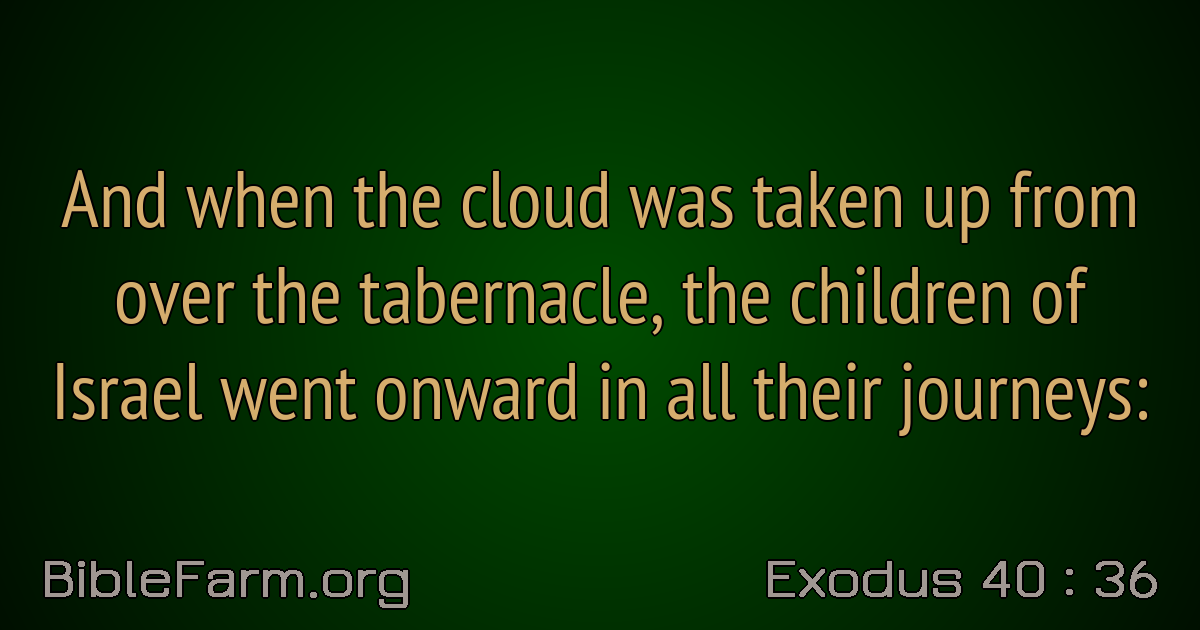 And when the cloud was taken up from
over the tabernacle, the children of
Israel went onward in all their journeys:
BibleFarm.org
Exodus 40 : 36